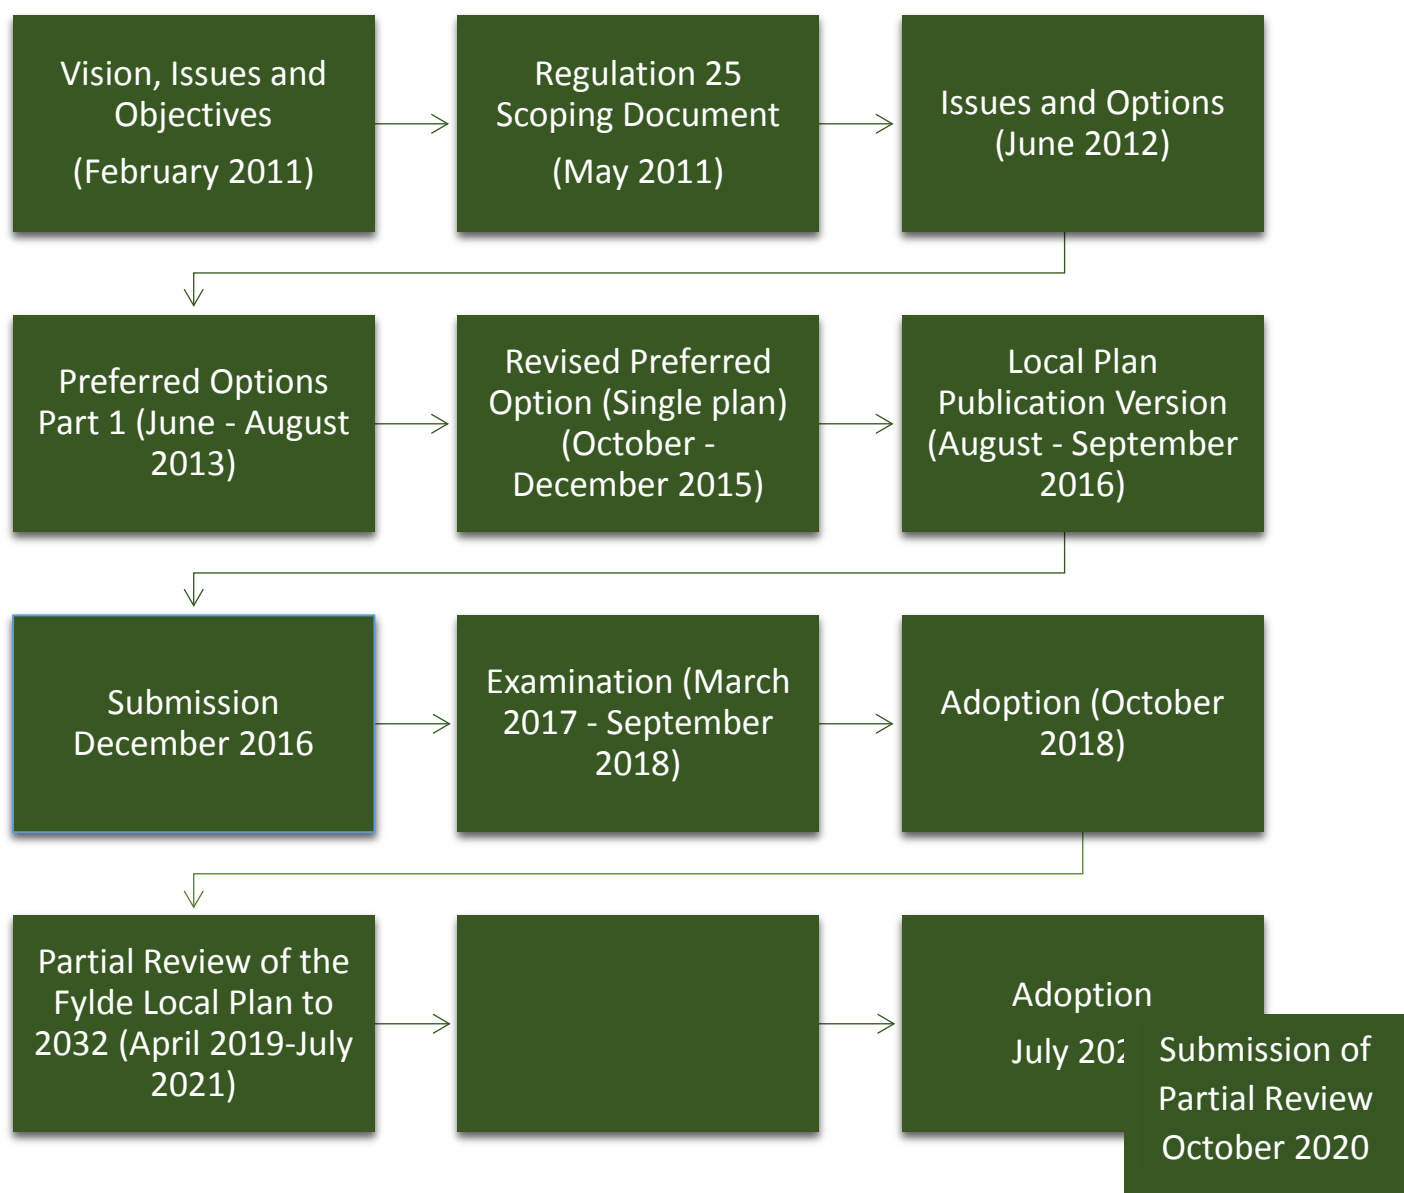 Vision, Issues and
Objectives
(February 2011)
Regulation 25
Scoping Document
(May 2011)
Issues and Options
(June 2012)
Preferred Options
Part 1 (June - August
2013)
Revised Preferred
Option (Single plan)
(October -
December 2015)
Local Plan
Publication Version
(August - September
2016)
Submission
December 2016
Examination (March
2017 - September
2018)
Adoption (October
2018)
Partial Review of the
Fylde Local Plan to
2032 (April 2019-July
2021)
Adoption
July
Submission of
Partial Review
October 2020